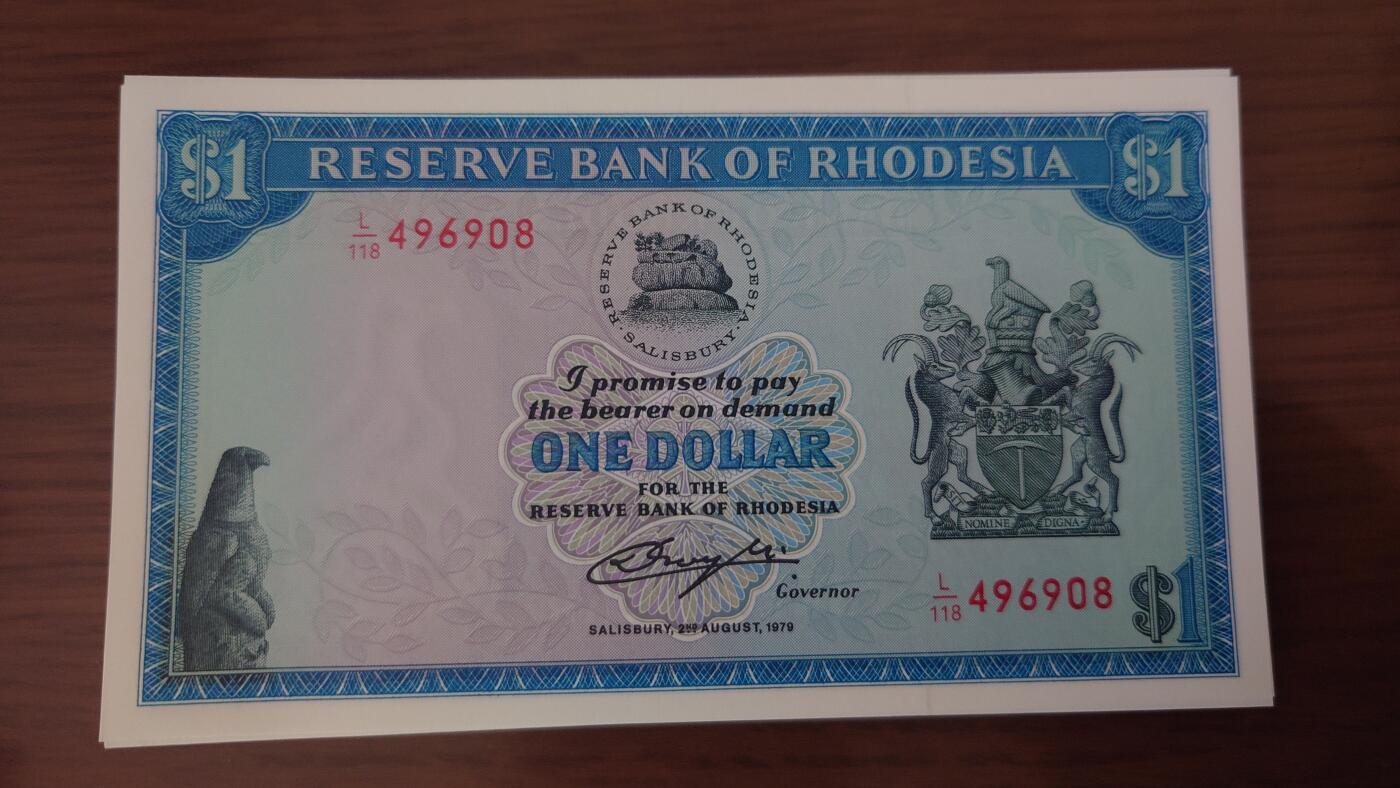 $1 RESERVE BANK OF RHODESIA $1
L/118 496908
RESERVE BANK OF RHODESIA · SALISBURY ·
I promise to pay
the bearer on demand
ONE DOLLAR
FOR THE
RESERVE BANK OF RHODESIA
NOMINE DIGNA
Governor
L/118 496908 $1
SALISBURY, 2ND AUGUST, 1979